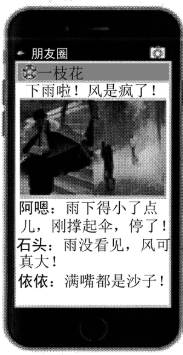 朋友圈
一枝花
下雨啦！风是疯了！
阿嗯：雨下得小了点
儿，刚撑起伞，停了！
石头：雨没看见，风可
真大！
依依：满嘴都是沙子！